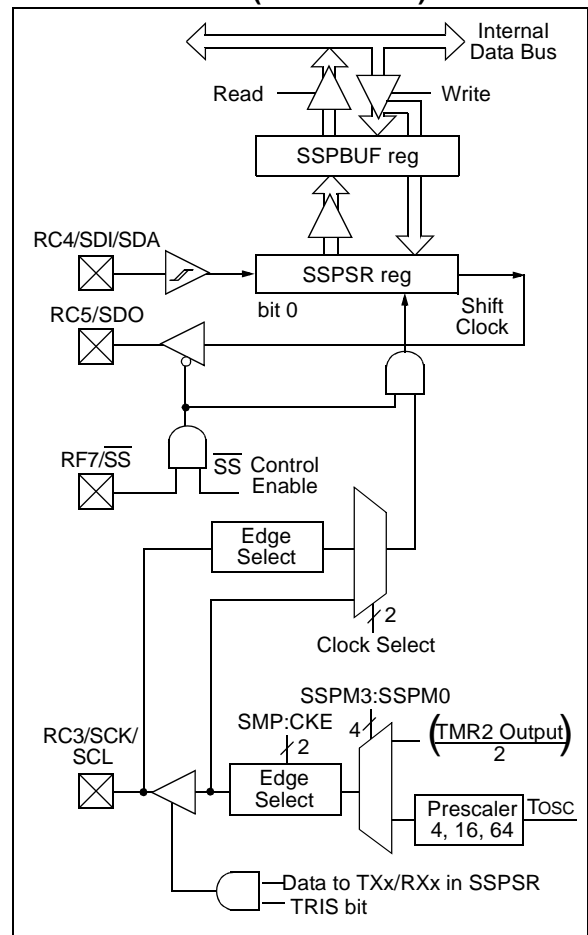 Internal
Data Bus
Read
Write
SSPBUF reg
RC4/SDI/SDA
SSPSR reg
RC5/SDO
bit 0
Shift
Clock
RF7/SS
SS Control
Enable
Edge
Select
2
Clock Select
SSPM3:SSPM0
SMP:CKE
4
TMR2 Output
2
2
RC3/SCK/
SCL
Edge
Select
Prescaler
4, 16, 64
TOSC
Data to TXx/RXx in SSPSR
TRIS bit